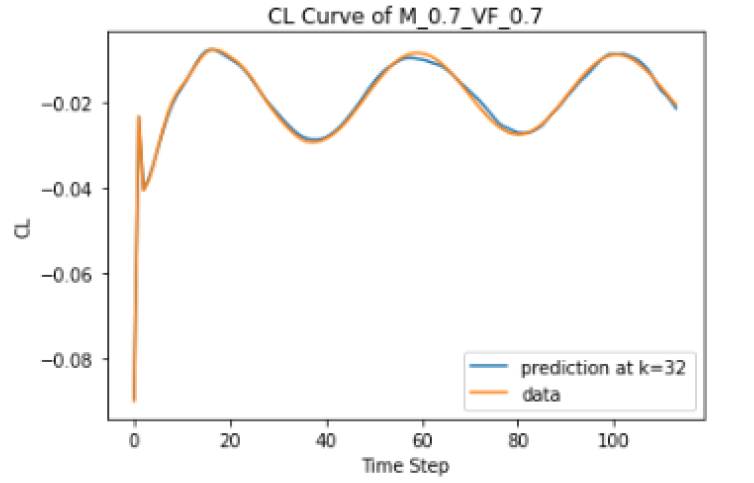 CL Curve of M_0.7_VF_0.7
−0.02
−0.04
−0.06
−0.08
CL
prediction at k=32
data
0 20 40 60 80 100
Time Step